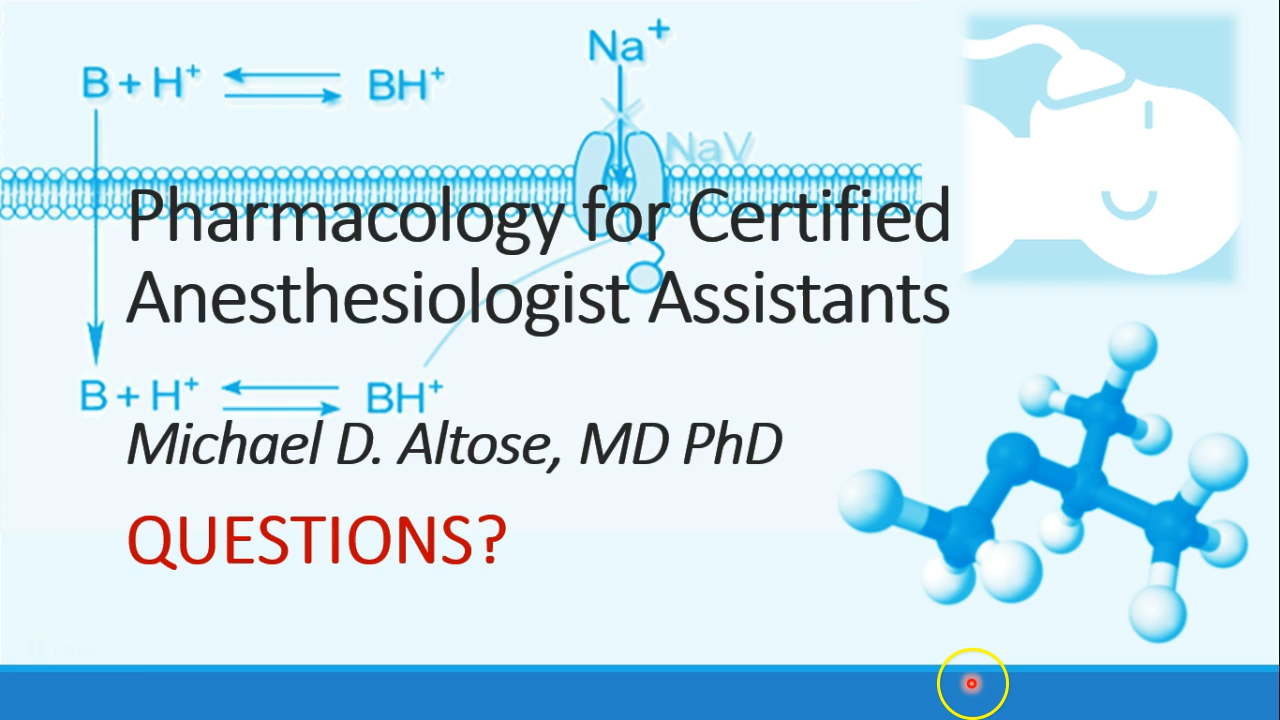 Na⁺
B + H⁺ BH⁺
NaV
Pharmacology for Certified
Anesthesiologist Assistants
B + H⁺ BH⁺
Michael D. Altose, MD PhD
QUESTIONS?